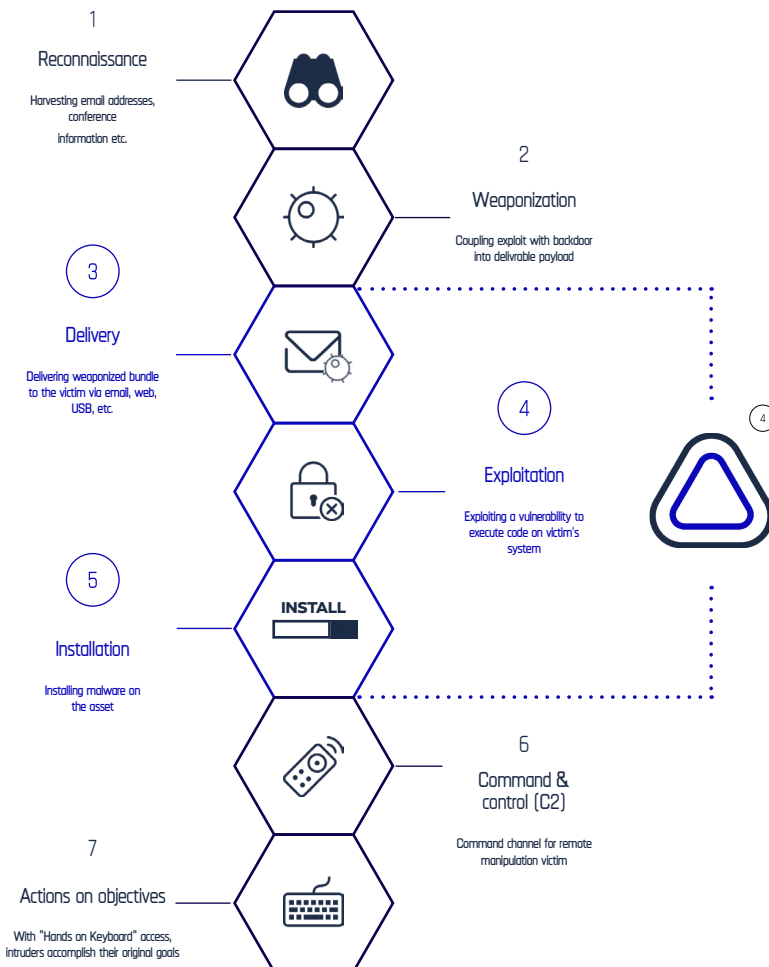 1
Reconnaissance
Harvesting email addresses,
conference
information etc.
2
Weaponization
Coupling exploit with backdoor
into delivrable payload
3
Delivery
Delivering weaponized bundle
to the victim via email, web,
USB, etc.
4
Exploitation
Exploiting a vulnerability to
execute code on victim's
system
4
INSTALL
5
Installation
Installing malware on
the asset
6
Command &
control (C2)
Command channel for remote
manipulation victim
7
Actions on objectives
With "Hands on Keyboard" access,
intruders accomplish their original goals